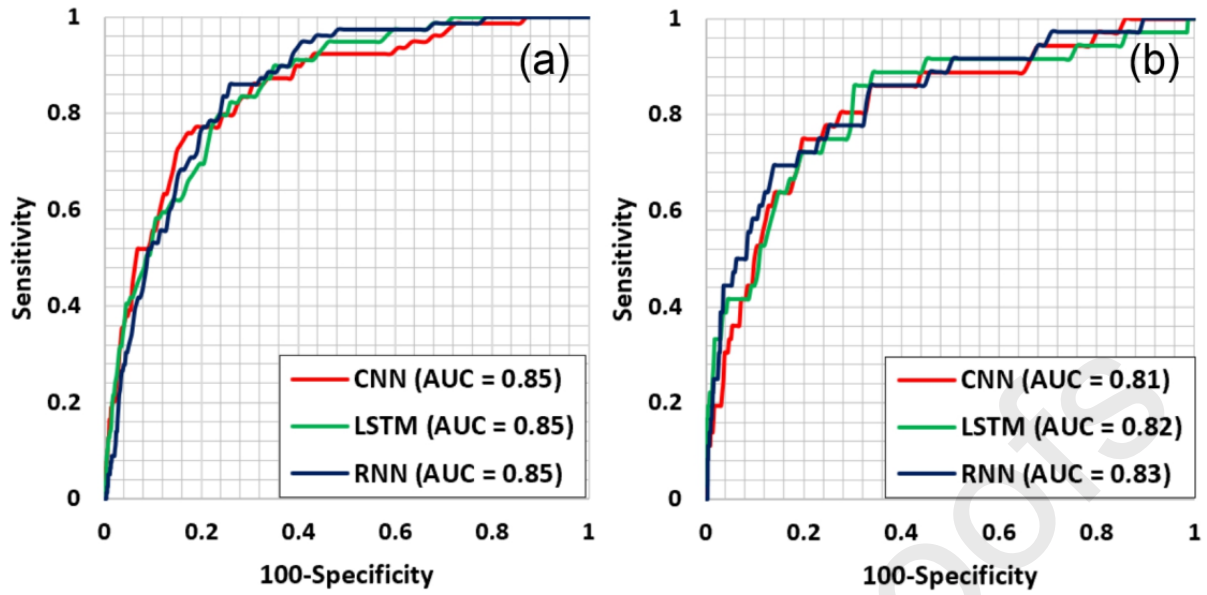 (a)
Sensitivity
1
0.8
0.6
0.4
0.2
0
CNN (AUC = 0.85)
LSTM (AUC = 0.85)
RNN (AUC = 0.85)
0 0.2 0.4 0.6 0.8 1
100-Specificity
(b)
Sensitivity
1
0.8
0.6
0.4
0.2
0
CNN (AUC = 0.81)
LSTM (AUC = 0.82)
RNN (AUC = 0.83)
0 0.2 0.4 0.6 0.8 1
100-Specificity
oofs